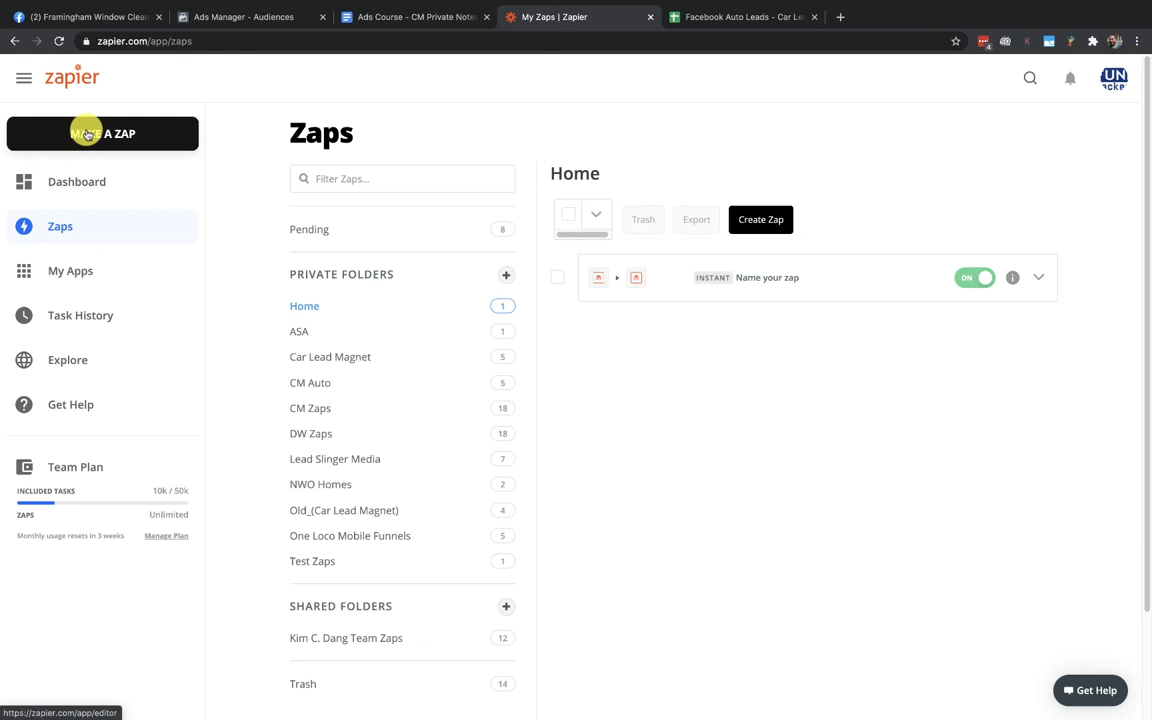 (2) Framingham Window Clean
Ads Manager - Audiences
Ads Course - CM Private Notes
My Zaps | Zapier
Facebook Auto Leads - Car Le
zapier.com/app/zaps
4
zapier
UN
MAKE A ZAP
Dashboard
Zaps
My Apps
Task History
Explore
Get Help
Team Plan
INCLUDED TASKS 10k / 50k
ZAPS Unlimited
Monthly usage resets in 3 weeks Manage Plan
Zaps
Filter Zaps...
Pending 8
PRIVATE FOLDERS
Home 1
ASA 1
Car Lead Magnet 5
CM Auto 5
CM Zaps 18
DW Zaps 18
Lead Slinger Media 7
NWO Homes 2
Old_(Car Lead Magnet) 4
One Loco Mobile Funnels 5
Test Zaps 1
SHARED FOLDERS
Kim C. Dang Team Zaps 12
Trash 14
Home
Trash Export Create Zap
INSTANT Name your zap ON
Get Help
https://zapier.com/app/editor